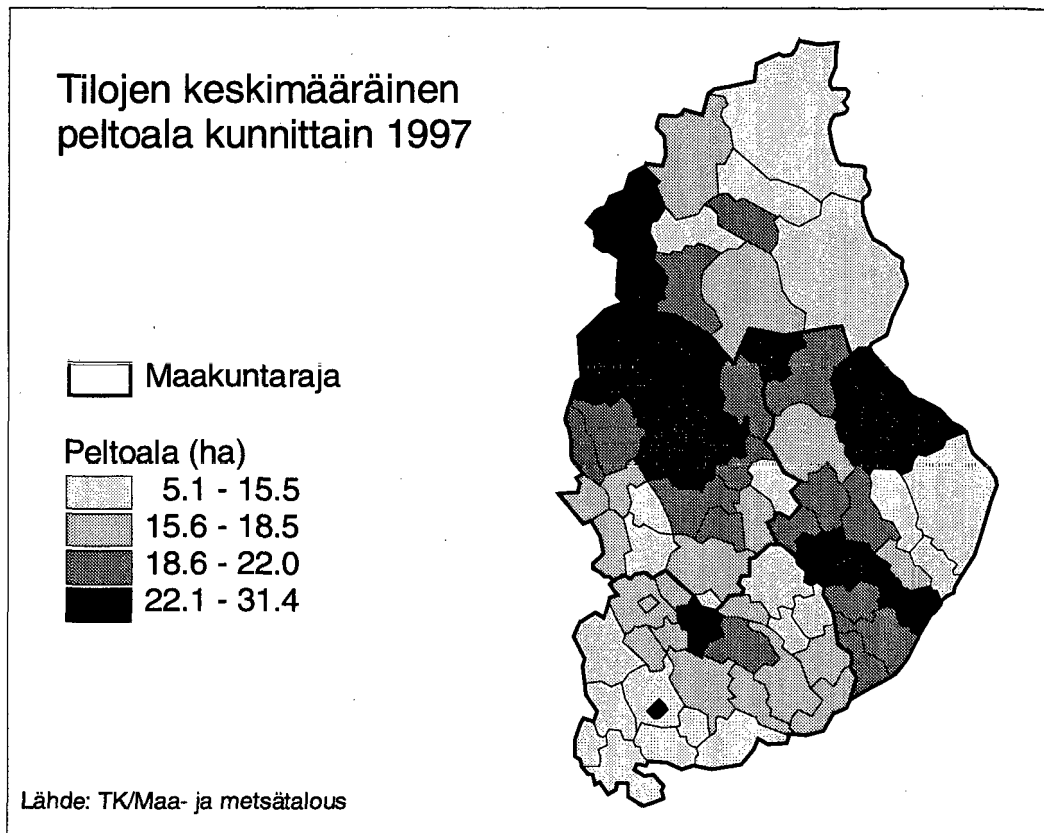 Tilojen keskimääräinen
peltoala kunnittain 1997
Maakuntaraja
Peltoala (ha)
5.1 - 15.5
15.6 - 18.5
18.6 - 22.0
22.1 - 31.4
Lähde: TK/Maa- ja metsätalous